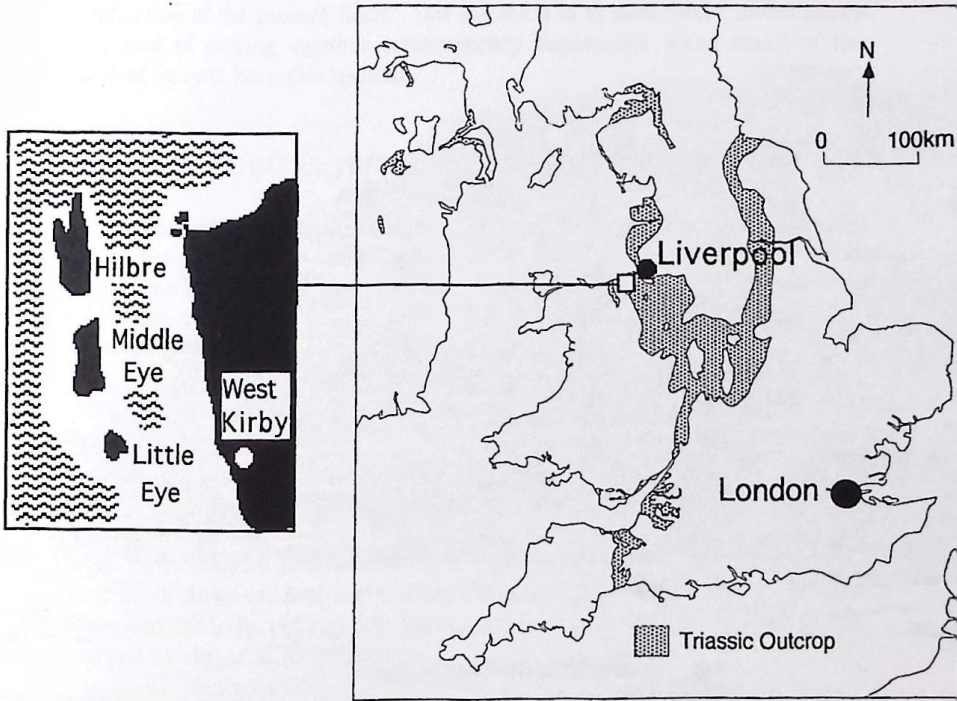 N
0 100km
Liverpool
Hilbre
Middle
Eye
West
Kirby
Little
Eye
London
Triassic Outcrop